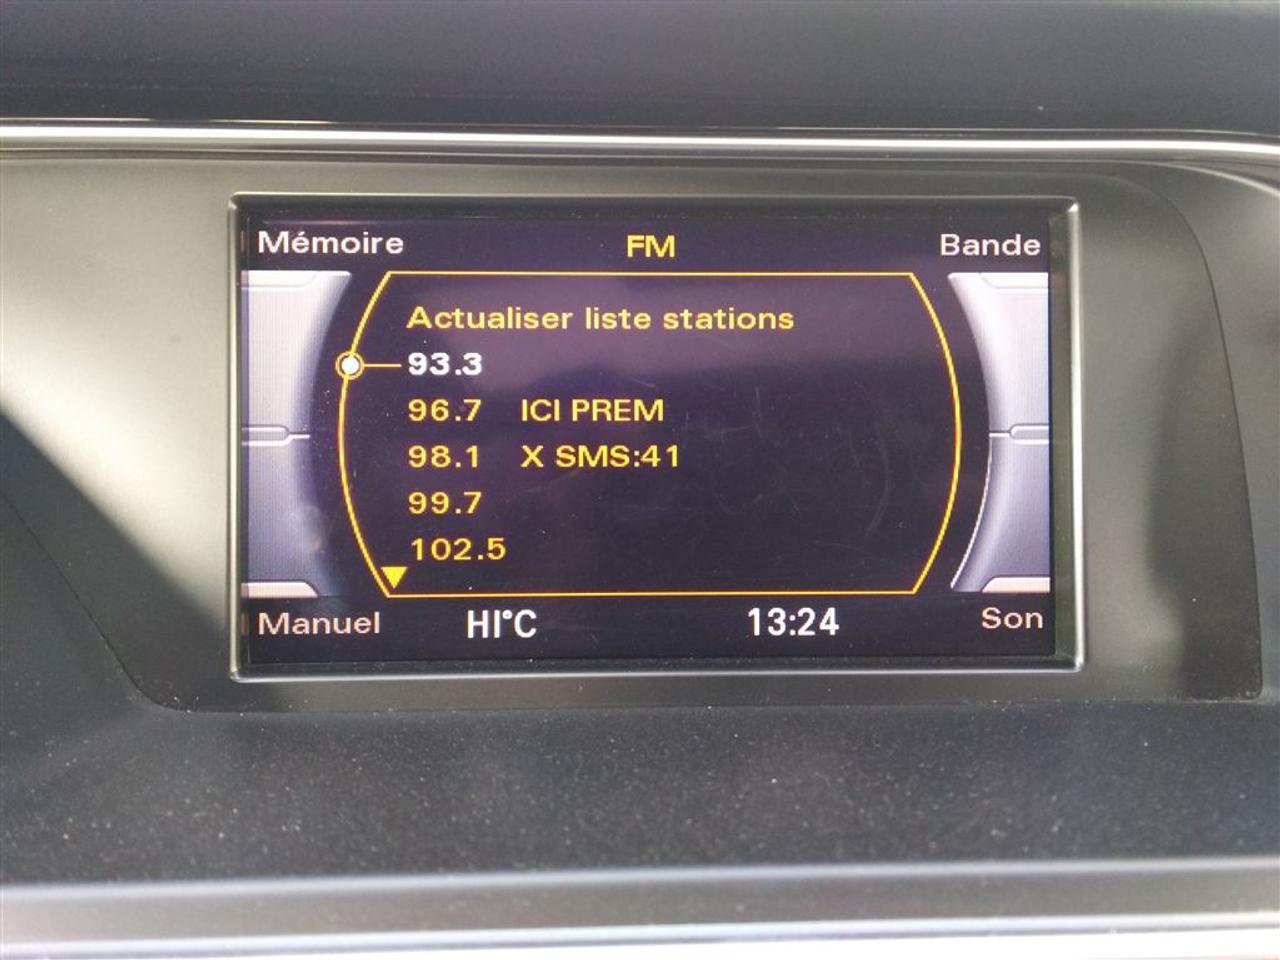 Mémoire FM Bande
Actualiser liste stations
93.3
96.7 ICI PREM
98.1 X SMS:41
99.7
102.5
Manuel HI°C 13:24 Son